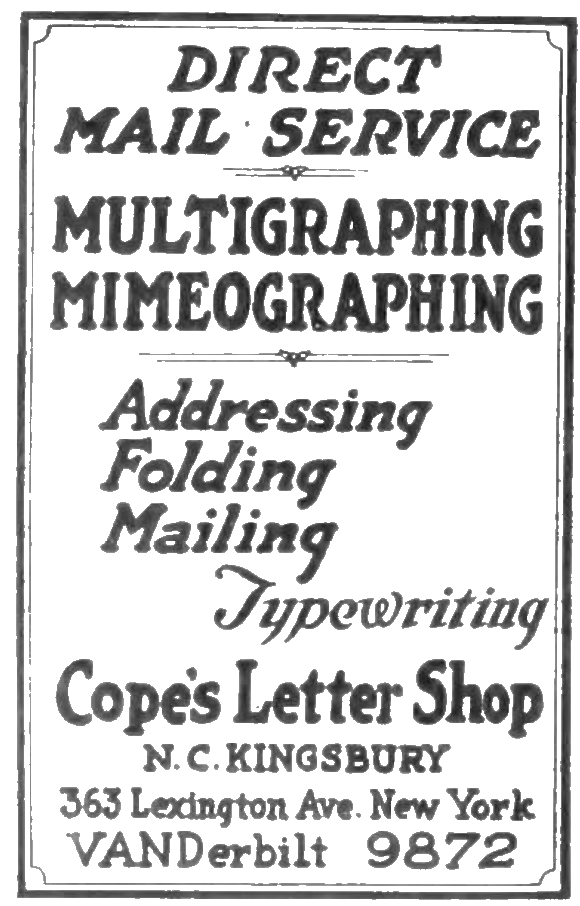 DIRECT
MAIL SERVICE
MULTIGRAPHING
MIMEOGRAPHING
Addressing
Folding
Mailing
Typewriting
Cope's Letter Shop
N. C. KINGSBURY
363 Lexington Ave. New York
VANDerbilt 9872